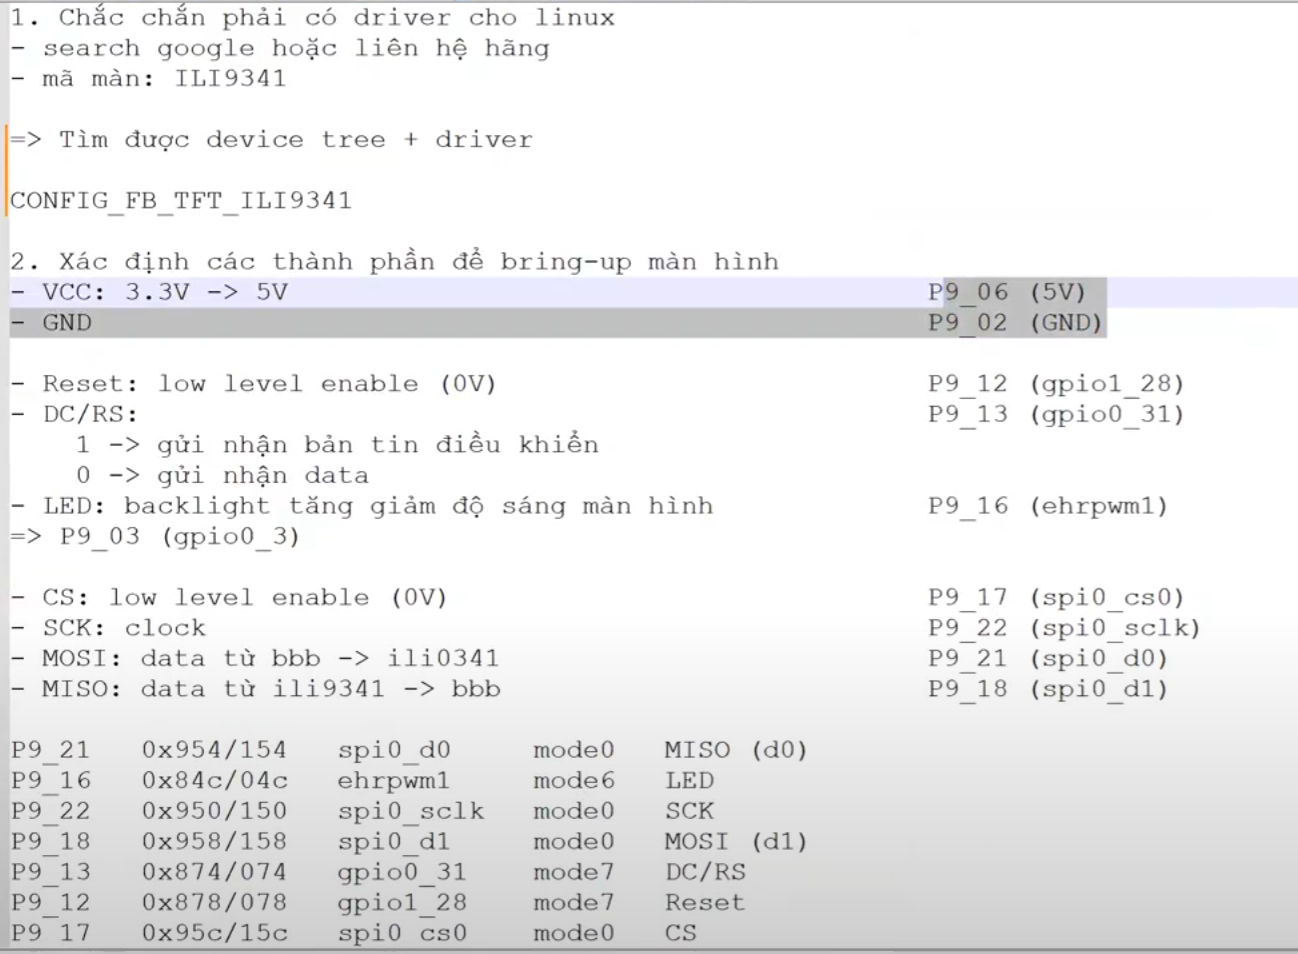 1. Chắc chắn phải có driver cho linux
- search google hoặc liên hệ hãng
- mã màn: ILI9341
=> Tìm được device tree + driver
CONFIG_FB_TFT_ILI9341
2. Xác định các thành phần để bring-up màn hình
- VCC: 3.3V -> 5V P9_06 (5V)
- GND P9_02 (GND)
- Reset: low level enable (0V) P9_12 (gpio1_28)
- DC/RS: P9_13 (gpio0_31)
1 -> gửi nhận bản tin điều khiển
0 -> gửi nhận data
- LED: backlight tăng giảm độ sáng màn hình P9_16 (ehrpwm1)
=> P9_03 (gpio0_3)
- CS: low level enable (0V) P9_17 (spi0_cs0)
- SCK: clock P9_22 (spi0_sclk)
- MOSI: data từ bbb -> ili0341 P9_21 (spi0_d0)
- MISO: data từ ili9341 -> bbb P9_18 (spi0_d1)
P9_21 0x954/154 spi0_d0 mode0 MISO (d0)
P9_16 0x84c/04c ehrpwm1 mode6 LED
P9_22 0x950/150 spi0_sclk mode0 SCK
P9_18 0x958/158 spi0_d1 mode0 MOSI (d1)
P9_13 0x874/074 gpio0_31 mode7 DC/RS
P9_12 0x878/078 gpio1_28 mode7 Reset
P9_17 0x95c/15c spi0_cs0 mode0 CS